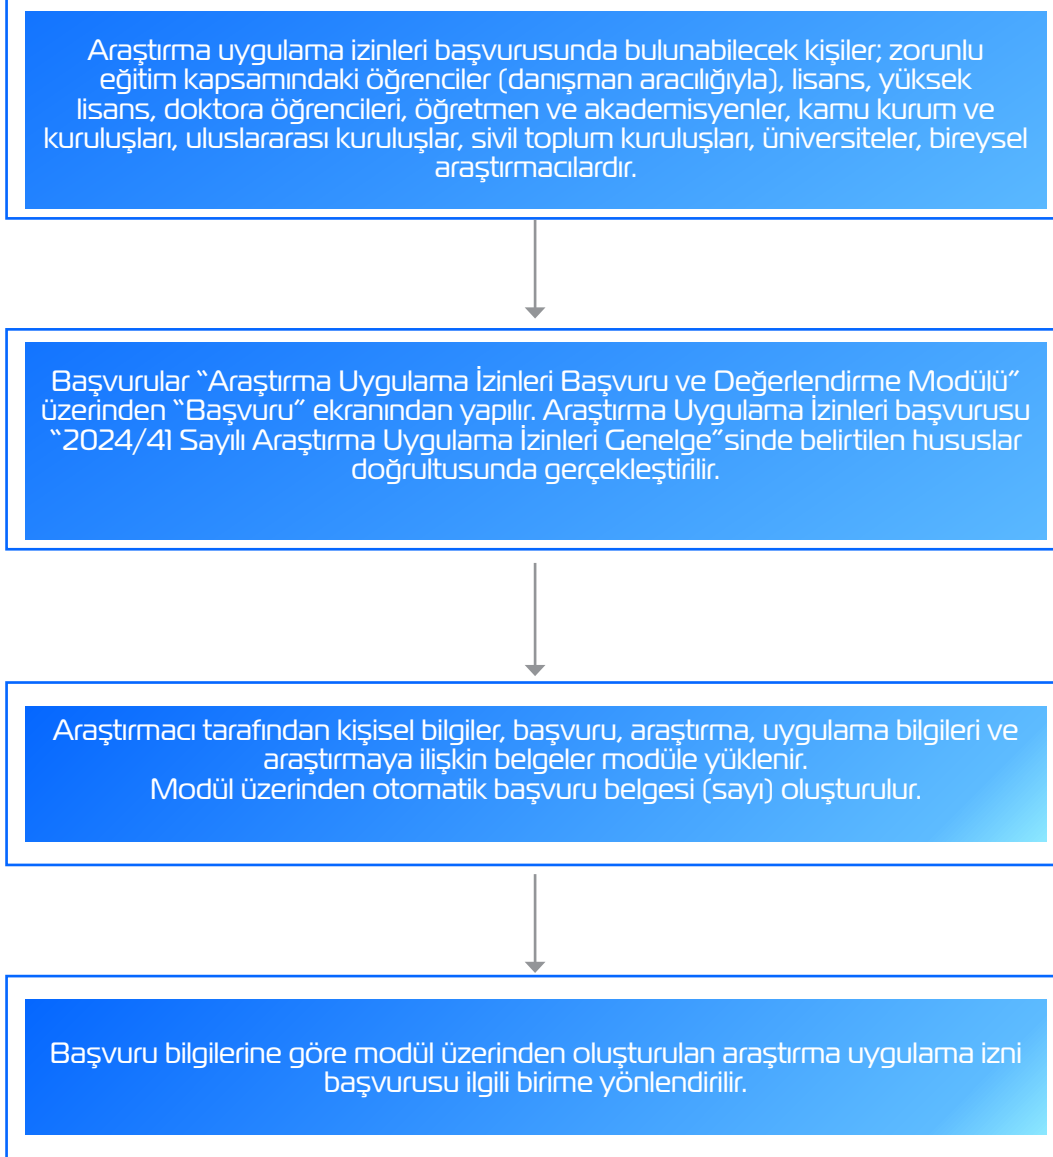 Araştırma uygulama izinleri başvurusunda bulunabilecek kişiler; zorunlu
eğitim kapsamındaki öğrenciler (danışman aracılığıyla), lisans, yüksek
lisans, doktora öğrencileri, öğretmen ve akademisyenler, kamu kurum ve
kuruluşları, uluslararası kuruluşlar, sivil toplum kuruluşları, üniversiteler, bireysel
araştırmacılardır.
Başvurular “Araştırma Uygulama İzinleri Başvuru ve Değerlendirme Modülü”
üzerinden “Başvuru” ekranından yapılır. Araştırma Uygulama İzinleri başvurusu
“2024/41 Sayılı Araştırma Uygulama İzinleri Genelge”sinde belirtilen hususlar
doğrultusunda gerçekleştirilir.
Araştırmacı tarafından kişisel bilgiler, başvuru, araştırma, uygulama bilgileri ve
araştırmaya ilişkin belgeler modüle yüklenir.
Modül üzerinden otomatik başvuru belgesi (sayı) oluşturulur.
Başvuru bilgilerine göre modül üzerinden oluşturulan araştırma uygulama izni
başvurusu ilgili birime yönlendirilir.